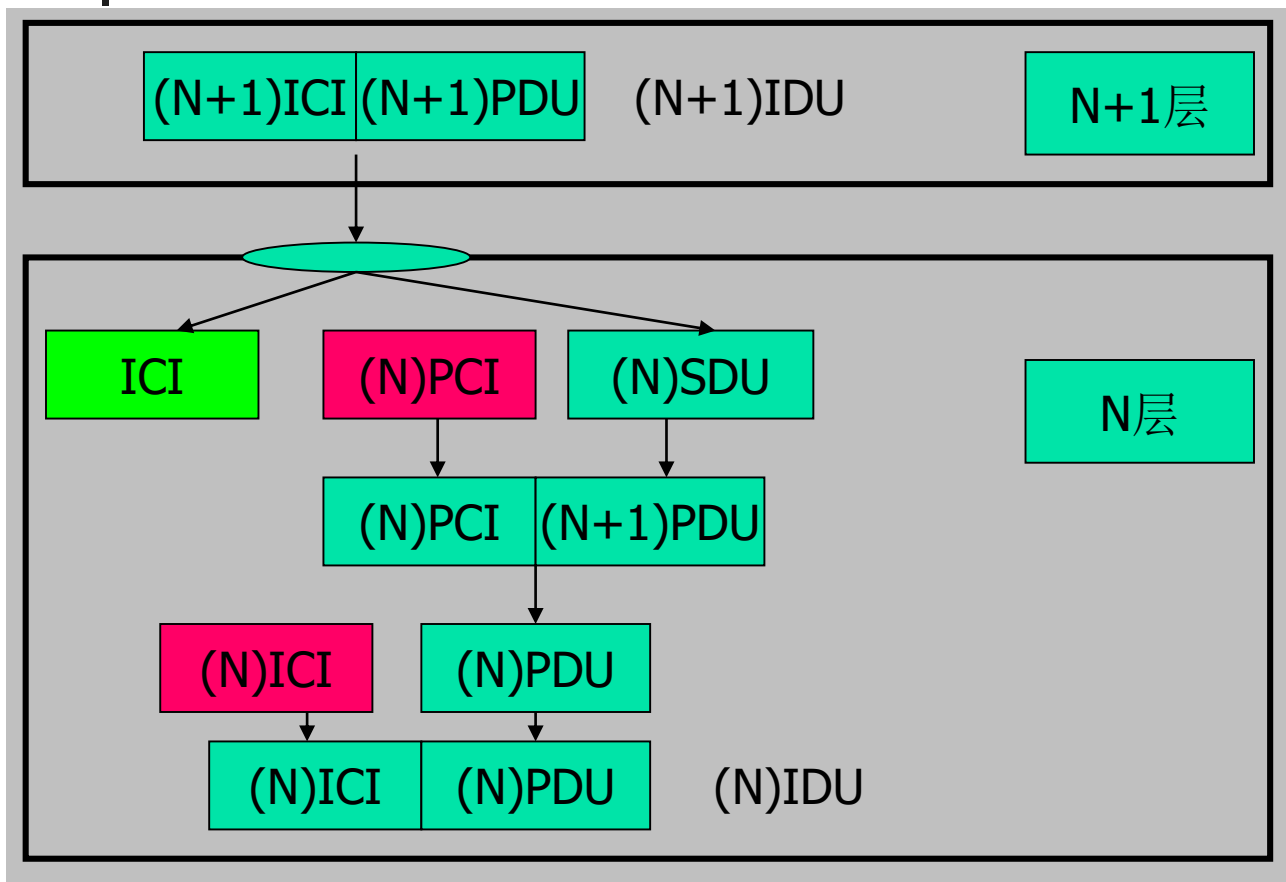 (N+1)ICI (N+1)PDU (N+1)IDU N+1层
ICI (N)PCI (N)SDU N层
(N)PCI (N+1)PDU
(N)ICI (N)PDU
(N)ICI (N)PDU (N)IDU